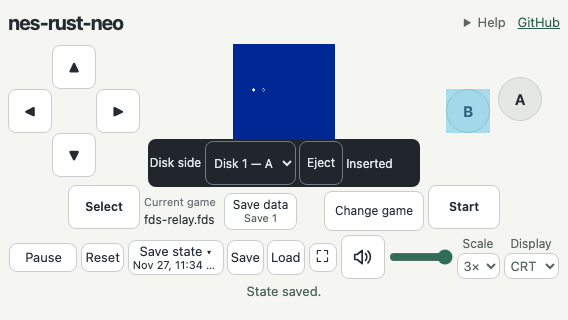 nes-rust-neo
▶ Help GitHub
▲
◀ ▶
▼
B A
Disk side Disk 1 — A Eject Inserted
Select
Current game
fds-relay.fds
Save data
Save 1
Change game
Start
Pause
Reset
Save state ▾
Nov 27, 11:34 ...
Save
Load
Scale
3×
Display
CRT
State saved.